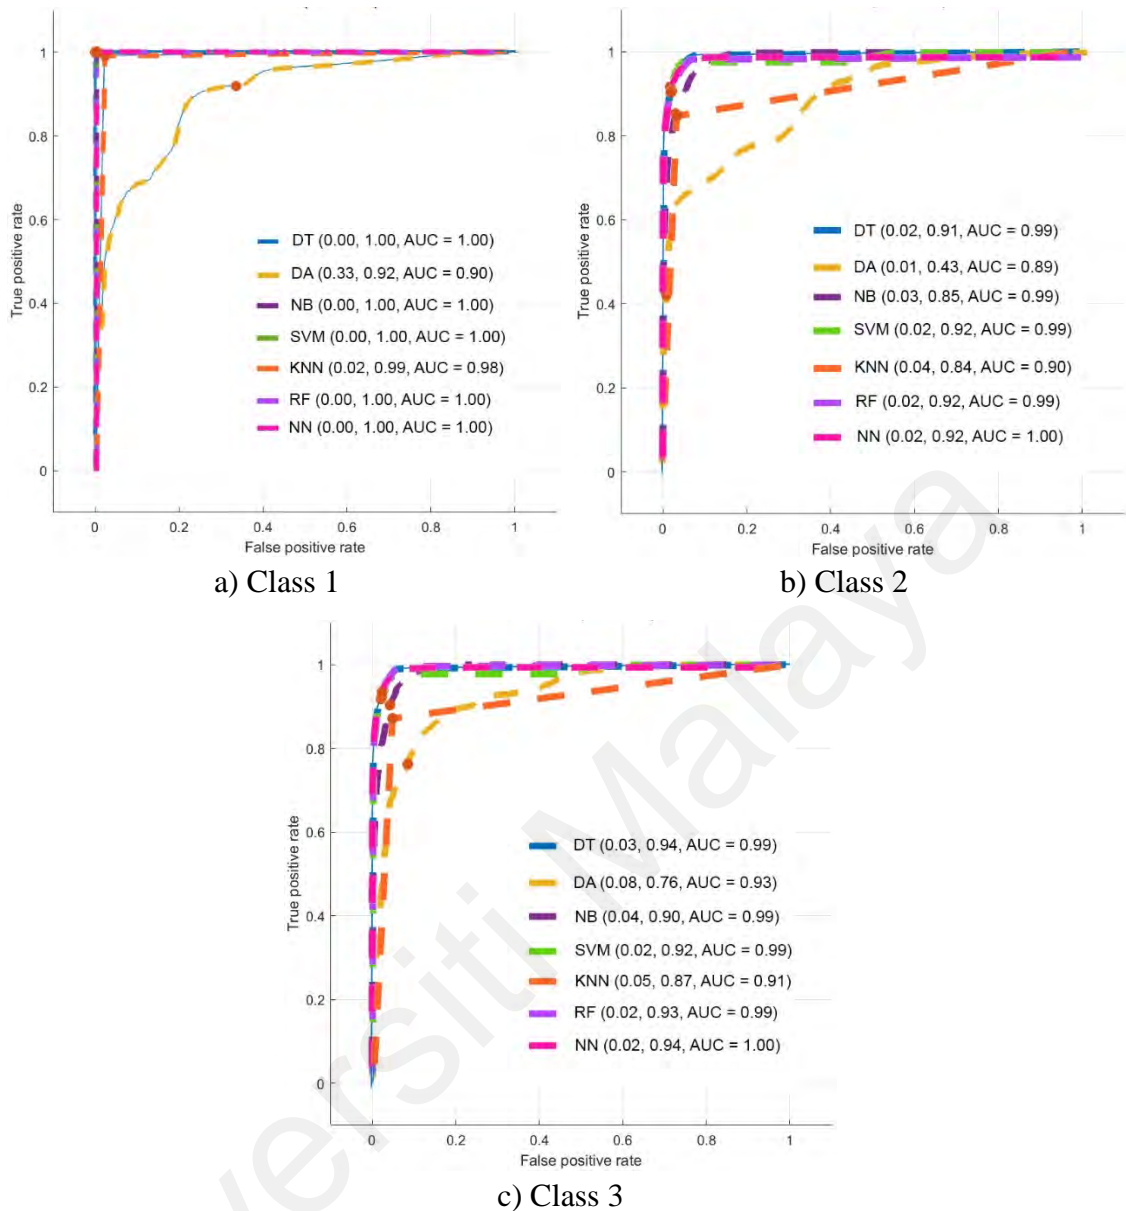 1
0.8
0.6
0.4
0.2
0
True positive rate
DT (0.00, 1.00, AUC = 1.00)
DA (0.33, 0.92, AUC = 0.90)
NB (0.00, 1.00, AUC = 1.00)
SVM (0.00, 1.00, AUC = 1.00)
KNN (0.02, 0.99, AUC = 0.98)
RF (0.00, 1.00, AUC = 1.00)
NN (0.00, 1.00, AUC = 1.00)
0 0.2 0.4 0.6 0.8 1
False positive rate
a) Class 1
1
0.8
0.6
0.4
0.2
0
True positive rate
DT (0.02, 0.91, AUC = 0.99)
DA (0.01, 0.43, AUC = 0.89)
NB (0.03, 0.85, AUC = 0.99)
SVM (0.02, 0.92, AUC = 0.99)
KNN (0.04, 0.84, AUC = 0.90)
RF (0.02, 0.92, AUC = 0.99)
NN (0.02, 0.92, AUC = 1.00)
0 0.2 0.4 0.6 0.8 1
False positive rate
b) Class 2
1
0.8
0.6
0.4
0.2
0
True positive rate
DT (0.03, 0.94, AUC = 0.99)
DA (0.08, 0.76, AUC = 0.93)
NB (0.04, 0.90, AUC = 0.99)
SVM (0.02, 0.92, AUC = 0.99)
KNN (0.05, 0.87, AUC = 0.91)
RF (0.02, 0.93, AUC = 0.99)
NN (0.02, 0.94, AUC = 1.00)
0 0.2 0.4 0.6 0.8 1
False positive rate
c) Class 3
versiti Malaya